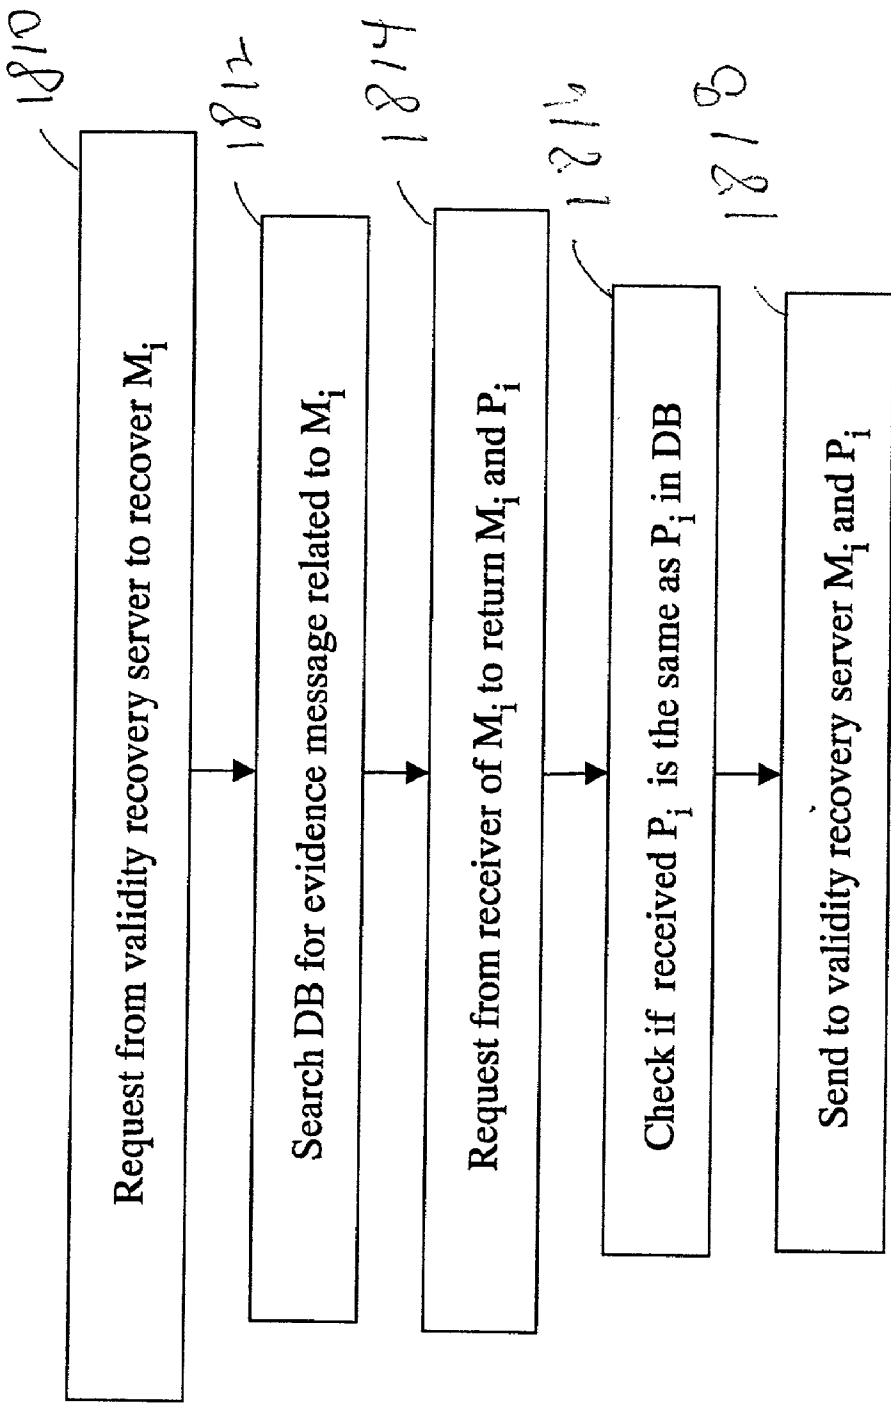 1810
Request from validity recovery server to recover Mi
1812
Search DB for evidence message related to Mi
1814
Request from receiver of Mi to return Mi and Pi
1816
Check if received Pi is the same as Pi in DB
1818
Send to validity recovery server Mi and Pi